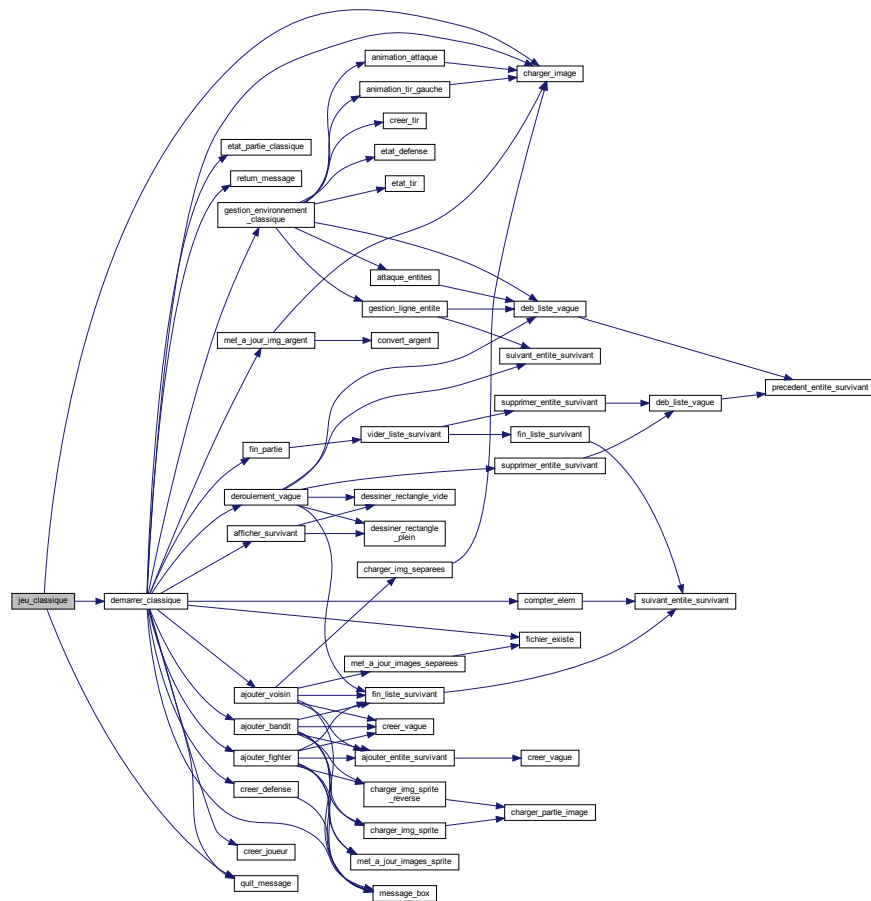 animation_attaque
charger_image
animation_tir_gauche
creer_tir
etat_partie_classique
etat_defense
return_message
etat_tir
gestion_environnement
_classique
attaque_entites
gestion_ligne_entite
deb_liste_vague
met_a_jour_img_argent
convert_argent
suivant_entite_survivant
precedent_entite_survivant
supprimer_entite_survivant
deb_liste_vague
vider_liste_survivant
fin_liste_survivant
fin_partie
supprimer_entite_survivant
deroulement_vague
dessiner_rectangle_vide
afficher_survivant
dessiner_rectangle
_plein
charger_img_separees
jeu_classique
demarrer_classique
compter_elem
suivant_entite_survivant
fichier_existe
met_a_jour_images_separees
ajouter_voisin
fin_liste_survivant
ajouter_bandit
creer_vague
ajouter_fighter
ajouter_entite_survivant
creer_vague
creer_defense
charger_img_sprite
_reverse
charger_partie_image
charger_img_sprite
creer_joueur
met_a_jour_images_sprite
quit_message
message_box